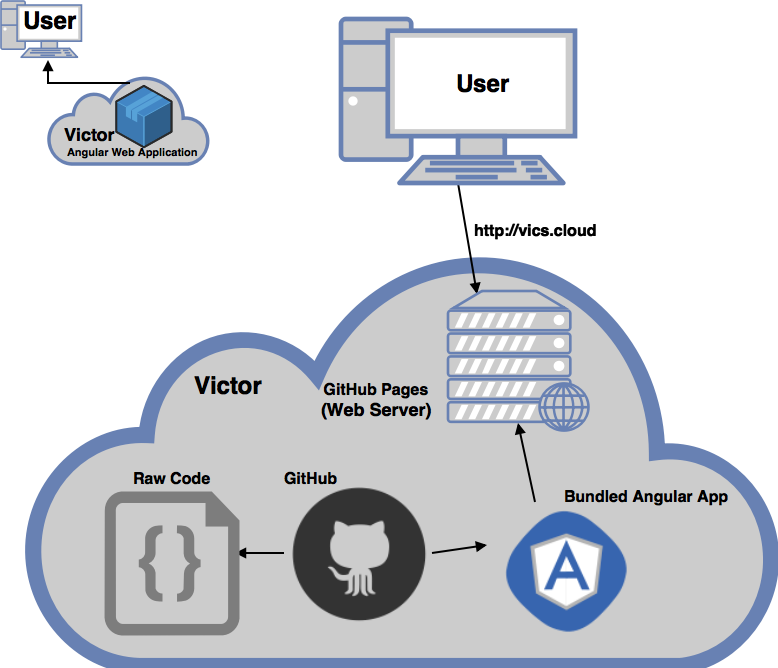 User
Victor
Angular Web Application
User
http://vics.cloud
Victor
GitHub Pages
(Web Server)
Raw Code
GitHub
Bundled Angular App
{ }
A